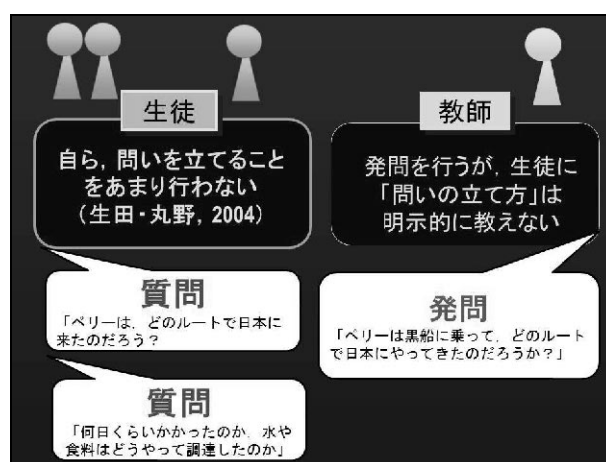 生徒
自ら，問いを立てること
をあまり行わない
（生田・丸野，2004）
質問
「ペリーは，どのルートで日本に
来たのだろう？
質問
「何日くらいかかったのか，水や
食料はどうやって調達したのか」
教師
発問を行うが，生徒に
「問いの立て方」は
明示的に教えない
発問
「ペリーは黒船に乗って，どのルート
で日本にやってきたのだろうか？」